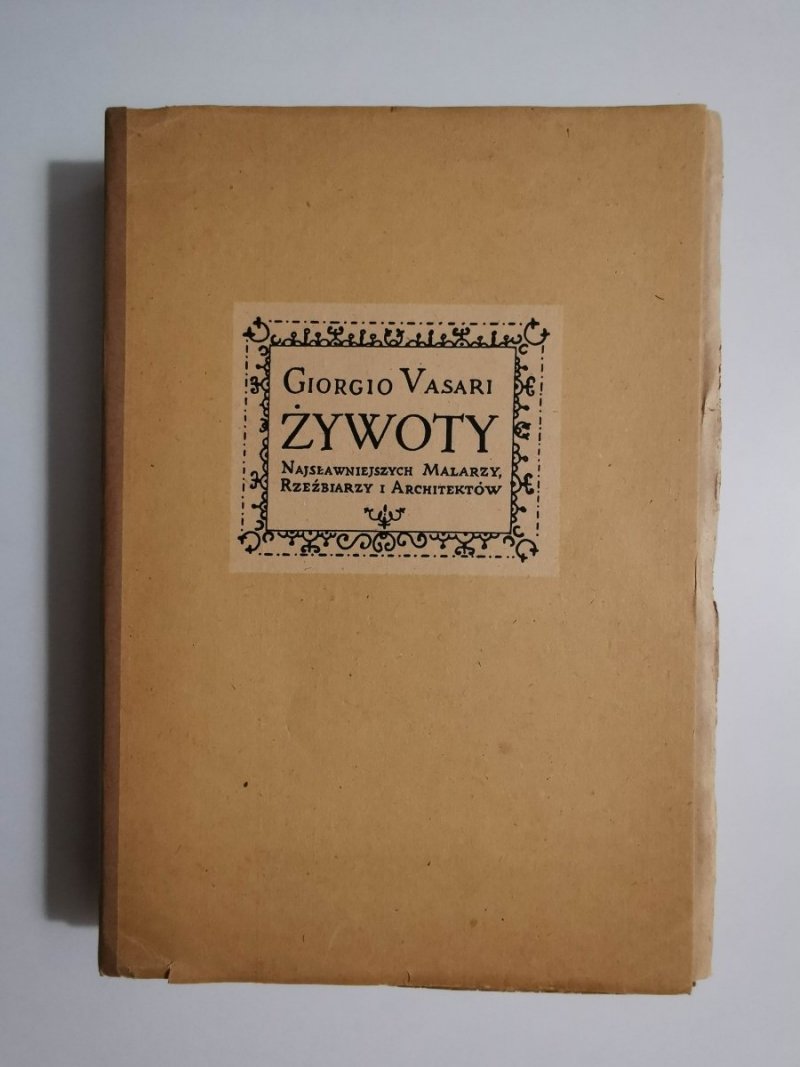 GIORGIO VASARI
ŻYWOTY
NAJSŁAWNIEJSZYCH MALARZY,
RZEŹBIARZY I ARCHITEKTÓW